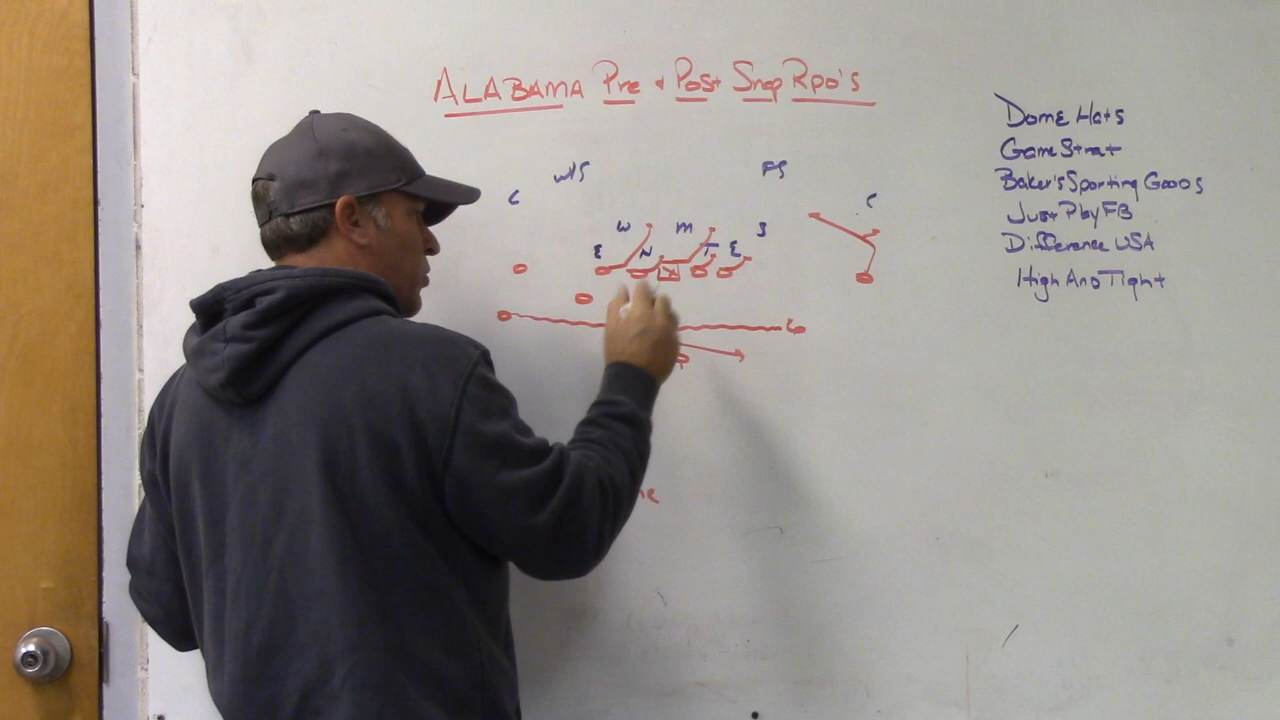 ALABAMA Pre + Post Snap Rpo's
Dome Hats
Game Strat
Baker's Sporting Goods
Just Play FB
Difference USA
High And Tight
W/S FS
C C
W M S
E N T E
X